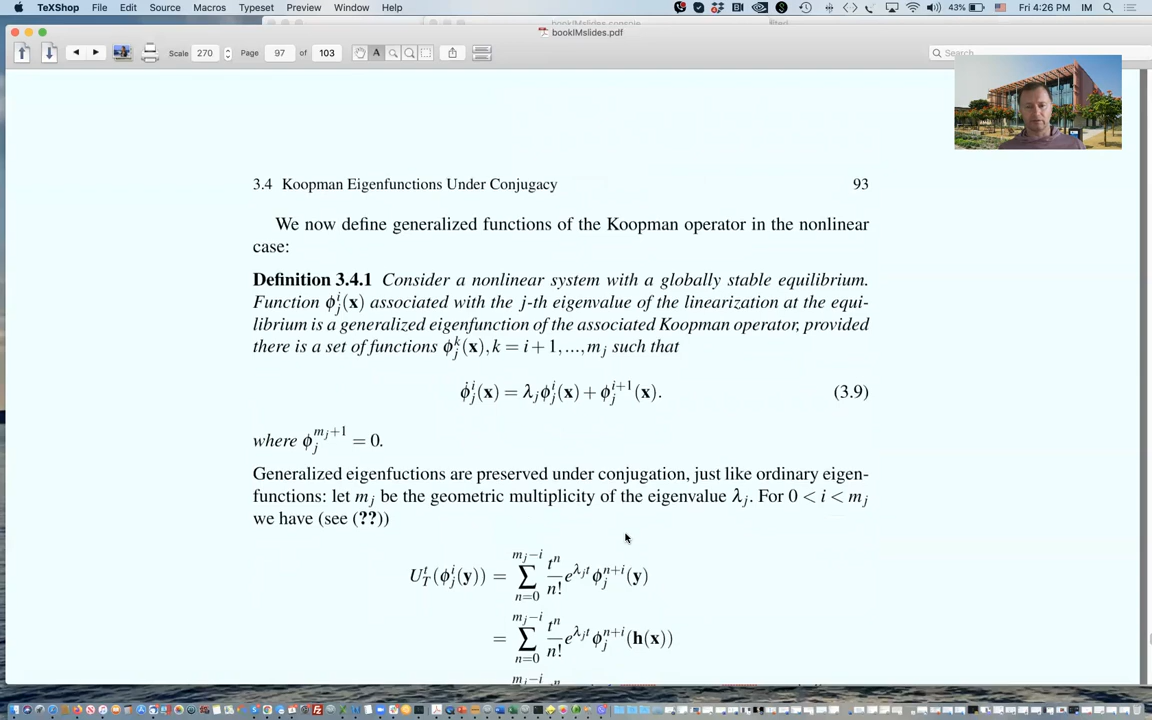 TeXShop File Edit Source Macros Typeset Preview Window Help 43% Fri 4:26 PM IM
bookIMslides.pdf
Scale 270 Page 97 of 103 A Search
3.4 Koopman Eigenfunctions Under Conjugacy 93
We now define generalized functions of the Koopman operator in the nonlinear
case:
Definition 3.4.1 Consider a nonlinear system with a globally stable equilibrium.
Function ϕ_j^i(x) associated with the j-th eigenvalue of the linearization at the equi-
librium is a generalized eigenfunction of the associated Koopman operator, provided
there is a set of functions ϕ_j^k(x), k = i+1,...,m_j such that
ϕ̇_j^i(x) = λ_jϕ_j^i(x) + ϕ_j^{i+1}(x). (3.9)
where ϕ_j^{m_j+1} = 0.
Generalized eigenfuctions are preserved under conjugation, just like ordinary eigen-
functions: let m_j be the geometric multiplicity of the eigenvalue λ_j. For 0 < i < m_j
we have (see (??))
U_T^t(ϕ_j^i(y)) = ∑_{n=0}^{m_j−i} t^n/n! e^{λ_jt}ϕ_j^{n+i}(y)
= ∑_{n=0}^{m_j−i} t^n/n! e^{λ_jt}ϕ_j^{n+i}(h(x))
m_j−i t^n